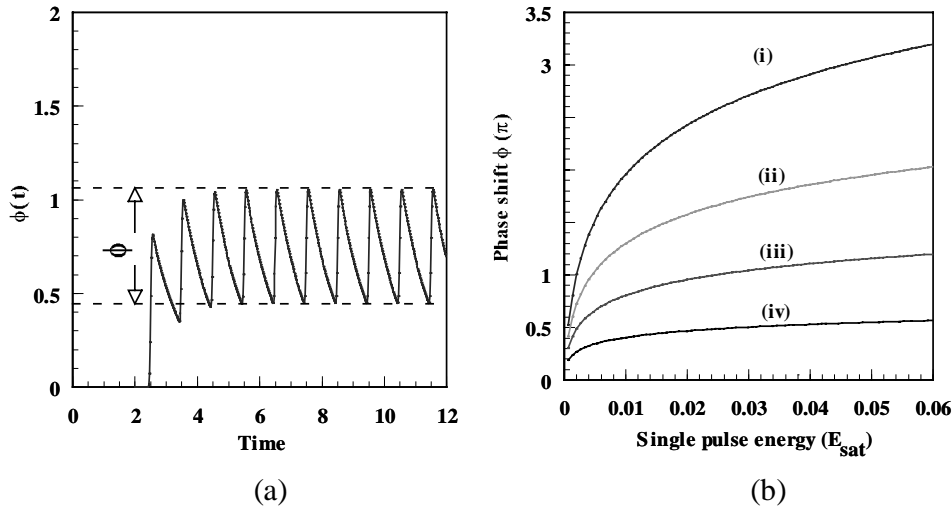 2
1.5
1
0.5
0
ϕ(t)
Φ
0 2 4 6 8 10 12
Time
(a)
3.5
3
1
0.5
0
Phase shift ϕ (π)
(i)
(ii)
(iii)
(iv)
0 0.01 0.02 0.03 0.04 0.05 0.06
Single pulse energy (E_sat)
(b)